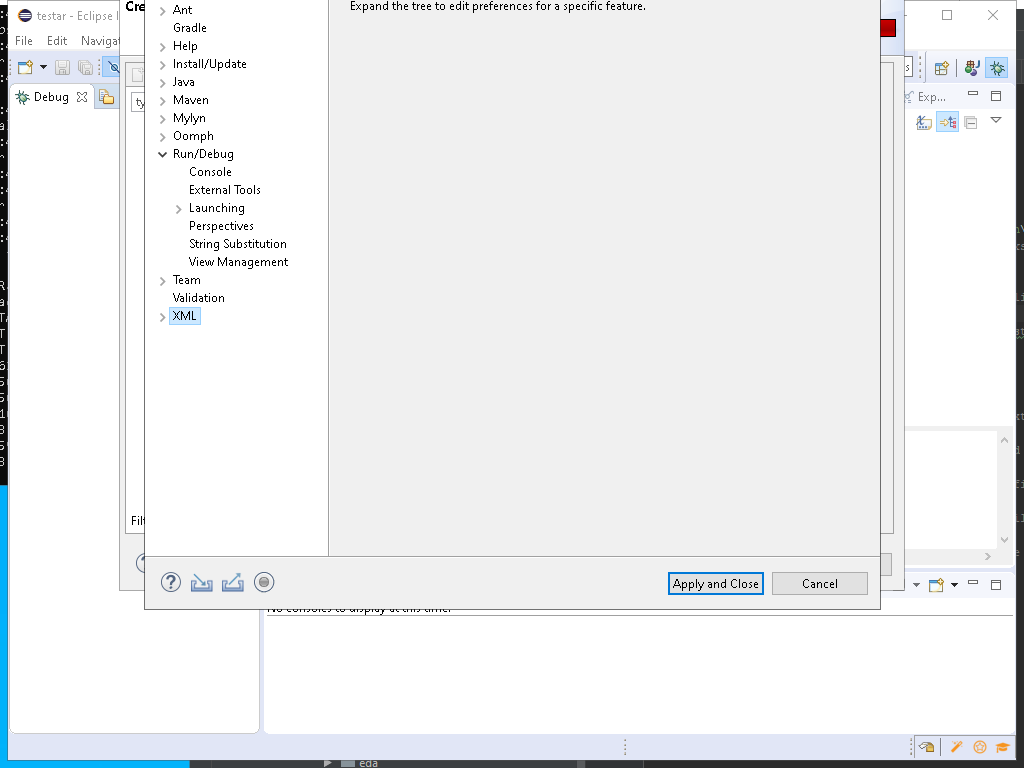 testar - Eclipse I
Cre
File Edit Navigat
Debug
Exp...
ty
Filt
Ant
Gradle
Help
Install/Update
Java
Maven
Mylyn
Oomph
Run/Debug
Console
External Tools
Launching
Perspectives
String Substitution
View Management
Team
Validation
XML
Expand the tree to edit preferences for a specific feature.
Apply and Close
Cancel
No consoles to display at this time.
eda